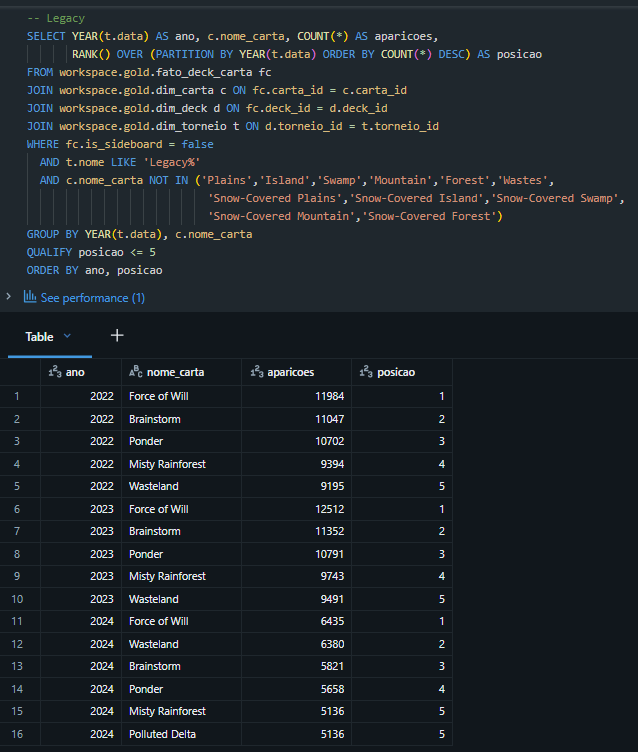 -- Legacy
SELECT YEAR(t.data) AS ano, c.nome_carta, COUNT(*) AS aparicoes,
RANK() OVER (PARTITION BY YEAR(t.data) ORDER BY COUNT(*) DESC) AS posicao
FROM workspace.gold.fato_deck_carta fc
JOIN workspace.gold.dim_carta c ON fc.carta_id = c.carta_id
JOIN workspace.gold.dim_deck d ON fc.deck_id = d.deck_id
JOIN workspace.gold.dim_torneio t ON d.torneio_id = t.torneio_id
WHERE fc.is_sideboard = false
AND t.nome LIKE 'Legacy%'
AND c.nome_carta NOT IN ('Plains','Island','Swamp','Mountain','Forest','Wastes',
'Snow-Covered Plains','Snow-Covered Island','Snow-Covered Swamp',
'Snow-Covered Mountain','Snow-Covered Forest')
GROUP BY YEAR(t.data), c.nome_carta
QUALIFY posicao <= 5
ORDER BY ano, posicao
See performance (1)
Table +
123 ano ABC nome_carta 123 aparicoes 123 posicao
1 2022 Force of Will 11984 1
2 2022 Brainstorm 11047 2
3 2022 Ponder 10702 3
4 2022 Misty Rainforest 9394 4
5 2022 Wasteland 9195 5
6 2023 Force of Will 12512 1
7 2023 Brainstorm 11352 2
8 2023 Ponder 10791 3
9 2023 Misty Rainforest 9743 4
10 2023 Wasteland 9491 5
11 2024 Force of Will 6435 1
12 2024 Wasteland 6380 2
13 2024 Brainstorm 5821 3
14 2024 Ponder 5658 4
15 2024 Misty Rainforest 5136 5
16 2024 Polluted Delta 5136 5